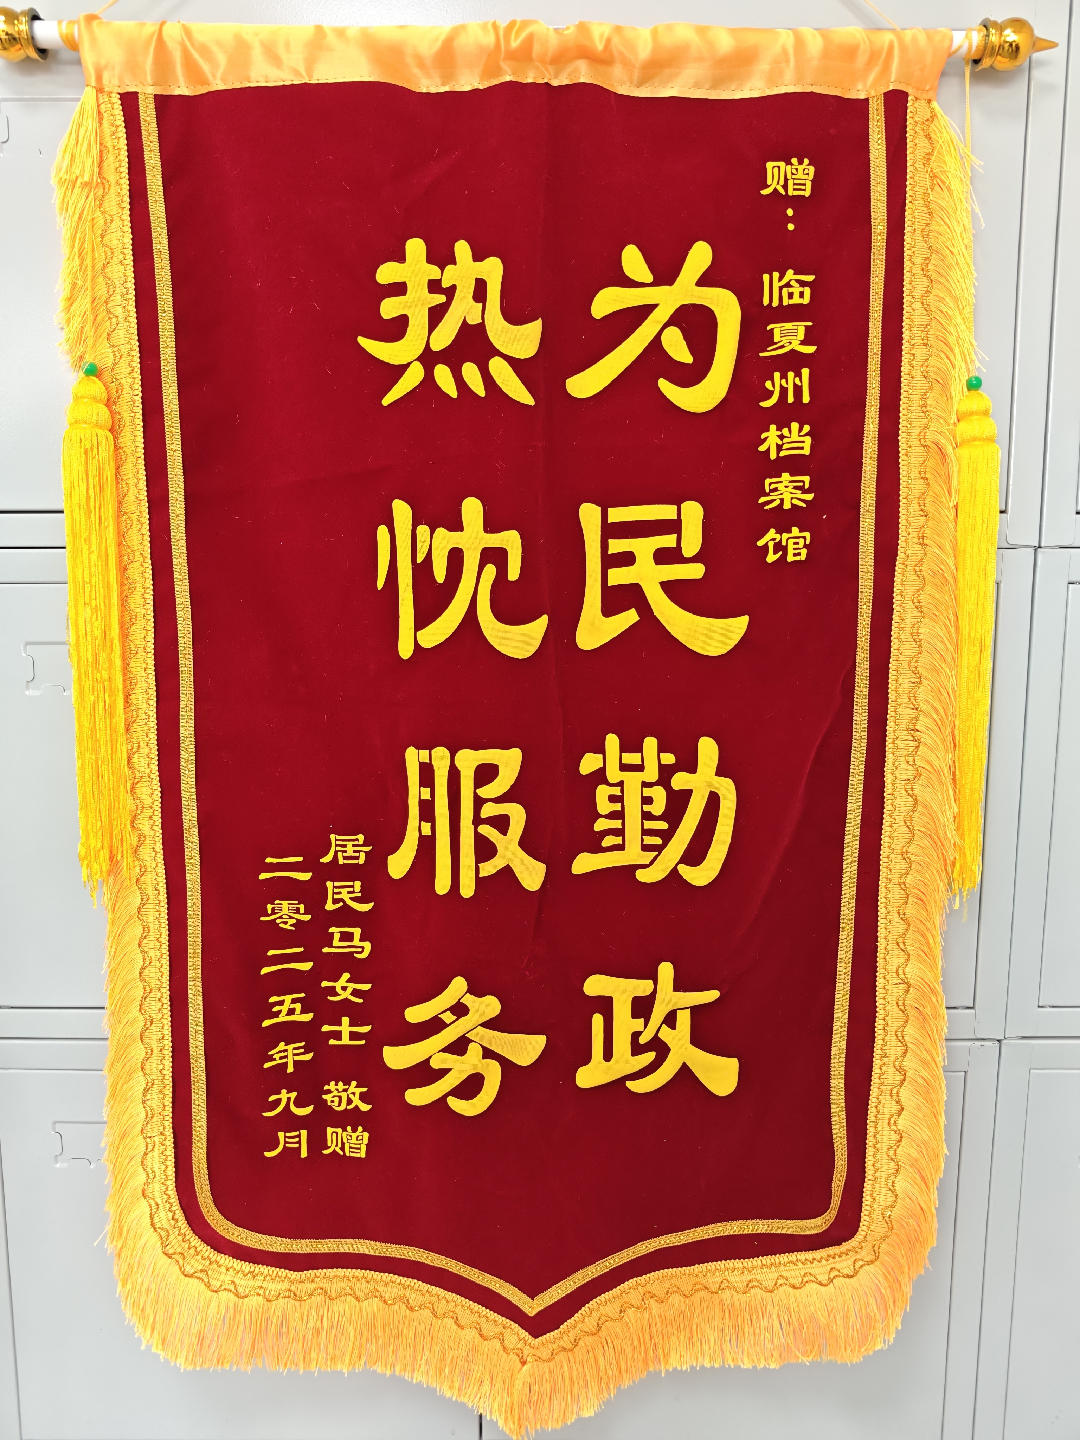 赠：临夏州档案馆
为民勤政
热忱服务
居民马女士 敬赠
二零二五年九月